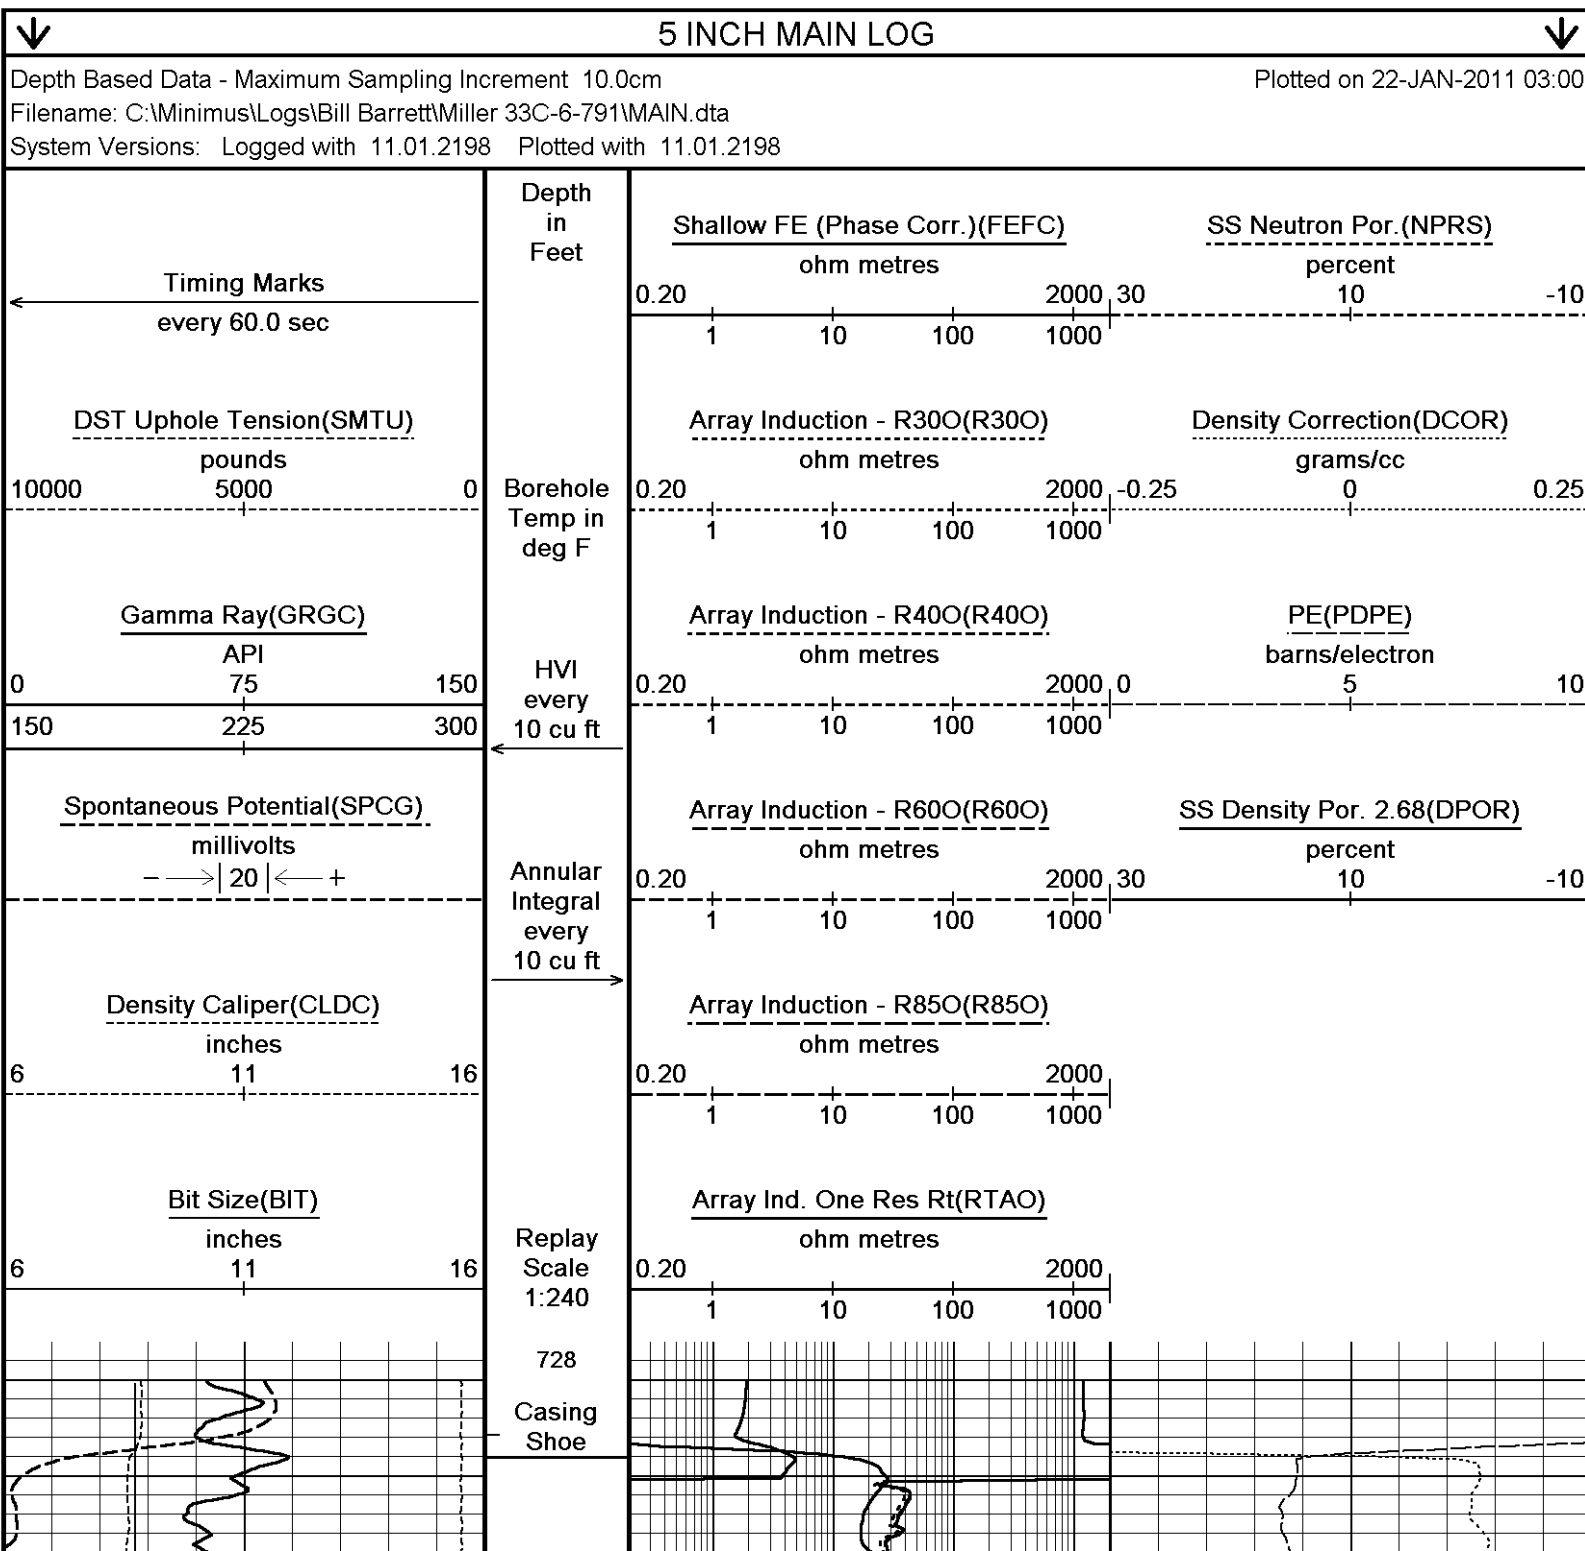 5 INCH MAIN LOG
Depth Based Data - Maximum Sampling Increment 10.0cm
Plotted on 22-JAN-2011 03:00
Filename: C:\Minimus\Logs\Bill Barrett\Miller 33C-6-791\MAIN.dta
System Versions: Logged with 11.01.2198 Plotted with 11.01.2198
Timing Marks
every 60.0 sec
DST Uphole Tension(SMTU)
pounds
10000 5000 0
Gamma Ray(GRGC)
API
0 75 150
150 225 300
Spontaneous Potential(SPCG)
millivolts
− 20 +
Density Caliper(CLDC)
inches
6 11 16
Bit Size(BIT)
inches
6 11 16
Depth
in
Feet
Borehole
Temp in
deg F
HVI
every
10 cu ft
Annular
Integral
every
10 cu ft
Replay
Scale
1:240
728
Casing
Shoe
Shallow FE (Phase Corr.)(FEFC)
ohm metres
0.20 2000
1 10 100 1000
Array Induction - R30O(R30O)
ohm metres
0.20 2000
1 10 100 1000
Array Induction - R40O(R40O)
ohm metres
0.20 2000
1 10 100 1000
Array Induction - R60O(R60O)
ohm metres
0.20 2000
1 10 100 1000
Array Induction - R85O(R85O)
ohm metres
0.20 2000
1 10 100 1000
Array Ind. One Res Rt(RTAO)
ohm metres
0.20 2000
1 10 100 1000
SS Neutron Por.(NPRS)
percent
30 10 -10
Density Correction(DCOR)
grams/cc
-0.25 0 0.25
PE(PDPE)
barns/electron
0 5 10
SS Density Por. 2.68(DPOR)
percent
30 10 -10